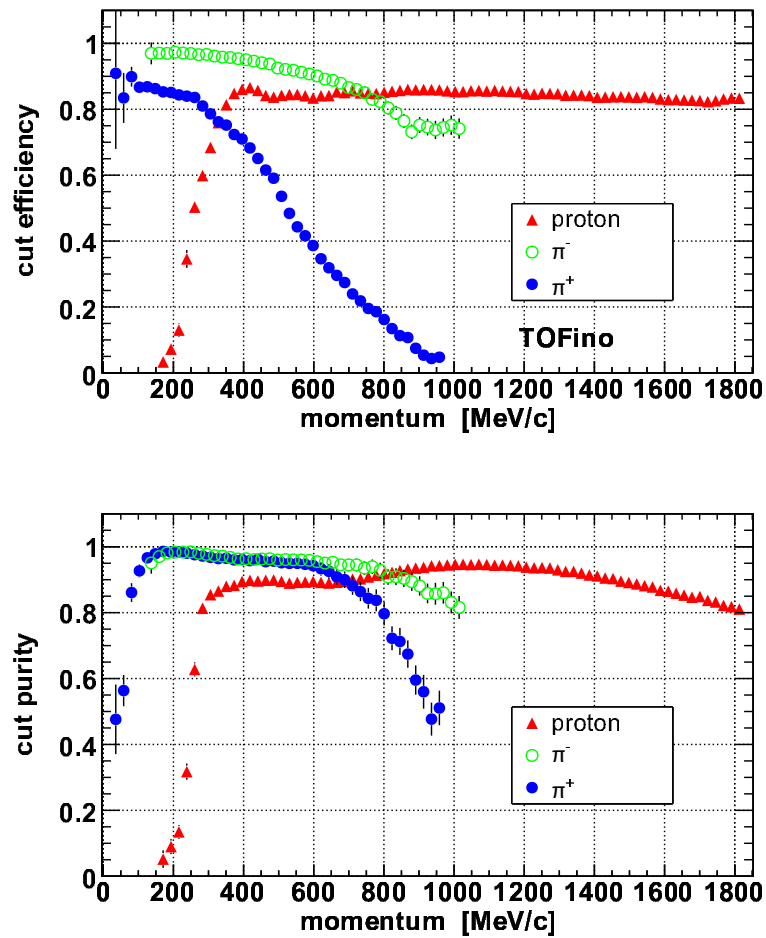 cut efficiency
1
0.8
0.6
0.4
0.2
0
proton
π-
π+
TOFino
0 200 400 600 800 1000 1200 1400 1600 1800
momentum [MeV/c]
cut purity
1
0.8
0.6
0.4
0.2
0
proton
π-
π+
0 200 400 600 800 1000 1200 1400 1600 1800
momentum [MeV/c]